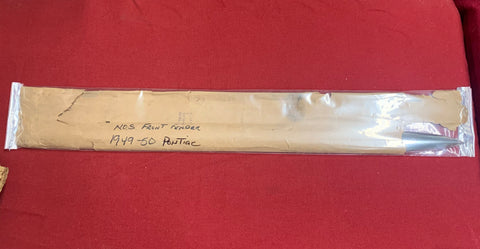 NOS FRONT FENDER
1949-50 PONTIAC